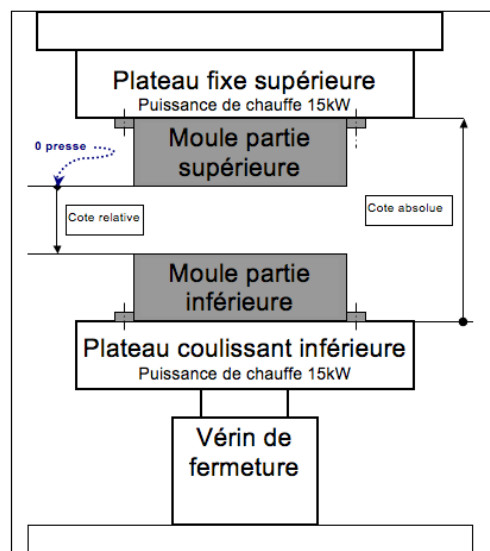 Plateau fixe supérieure
Puissance de chauffe 15kW
Moule partie
supérieure
0 presse
Cote relative
Cote absolue
Moule partie
inférieure
Plateau coulissant inférieure
Puissance de chauffe 15kW
Vérin de
fermeture